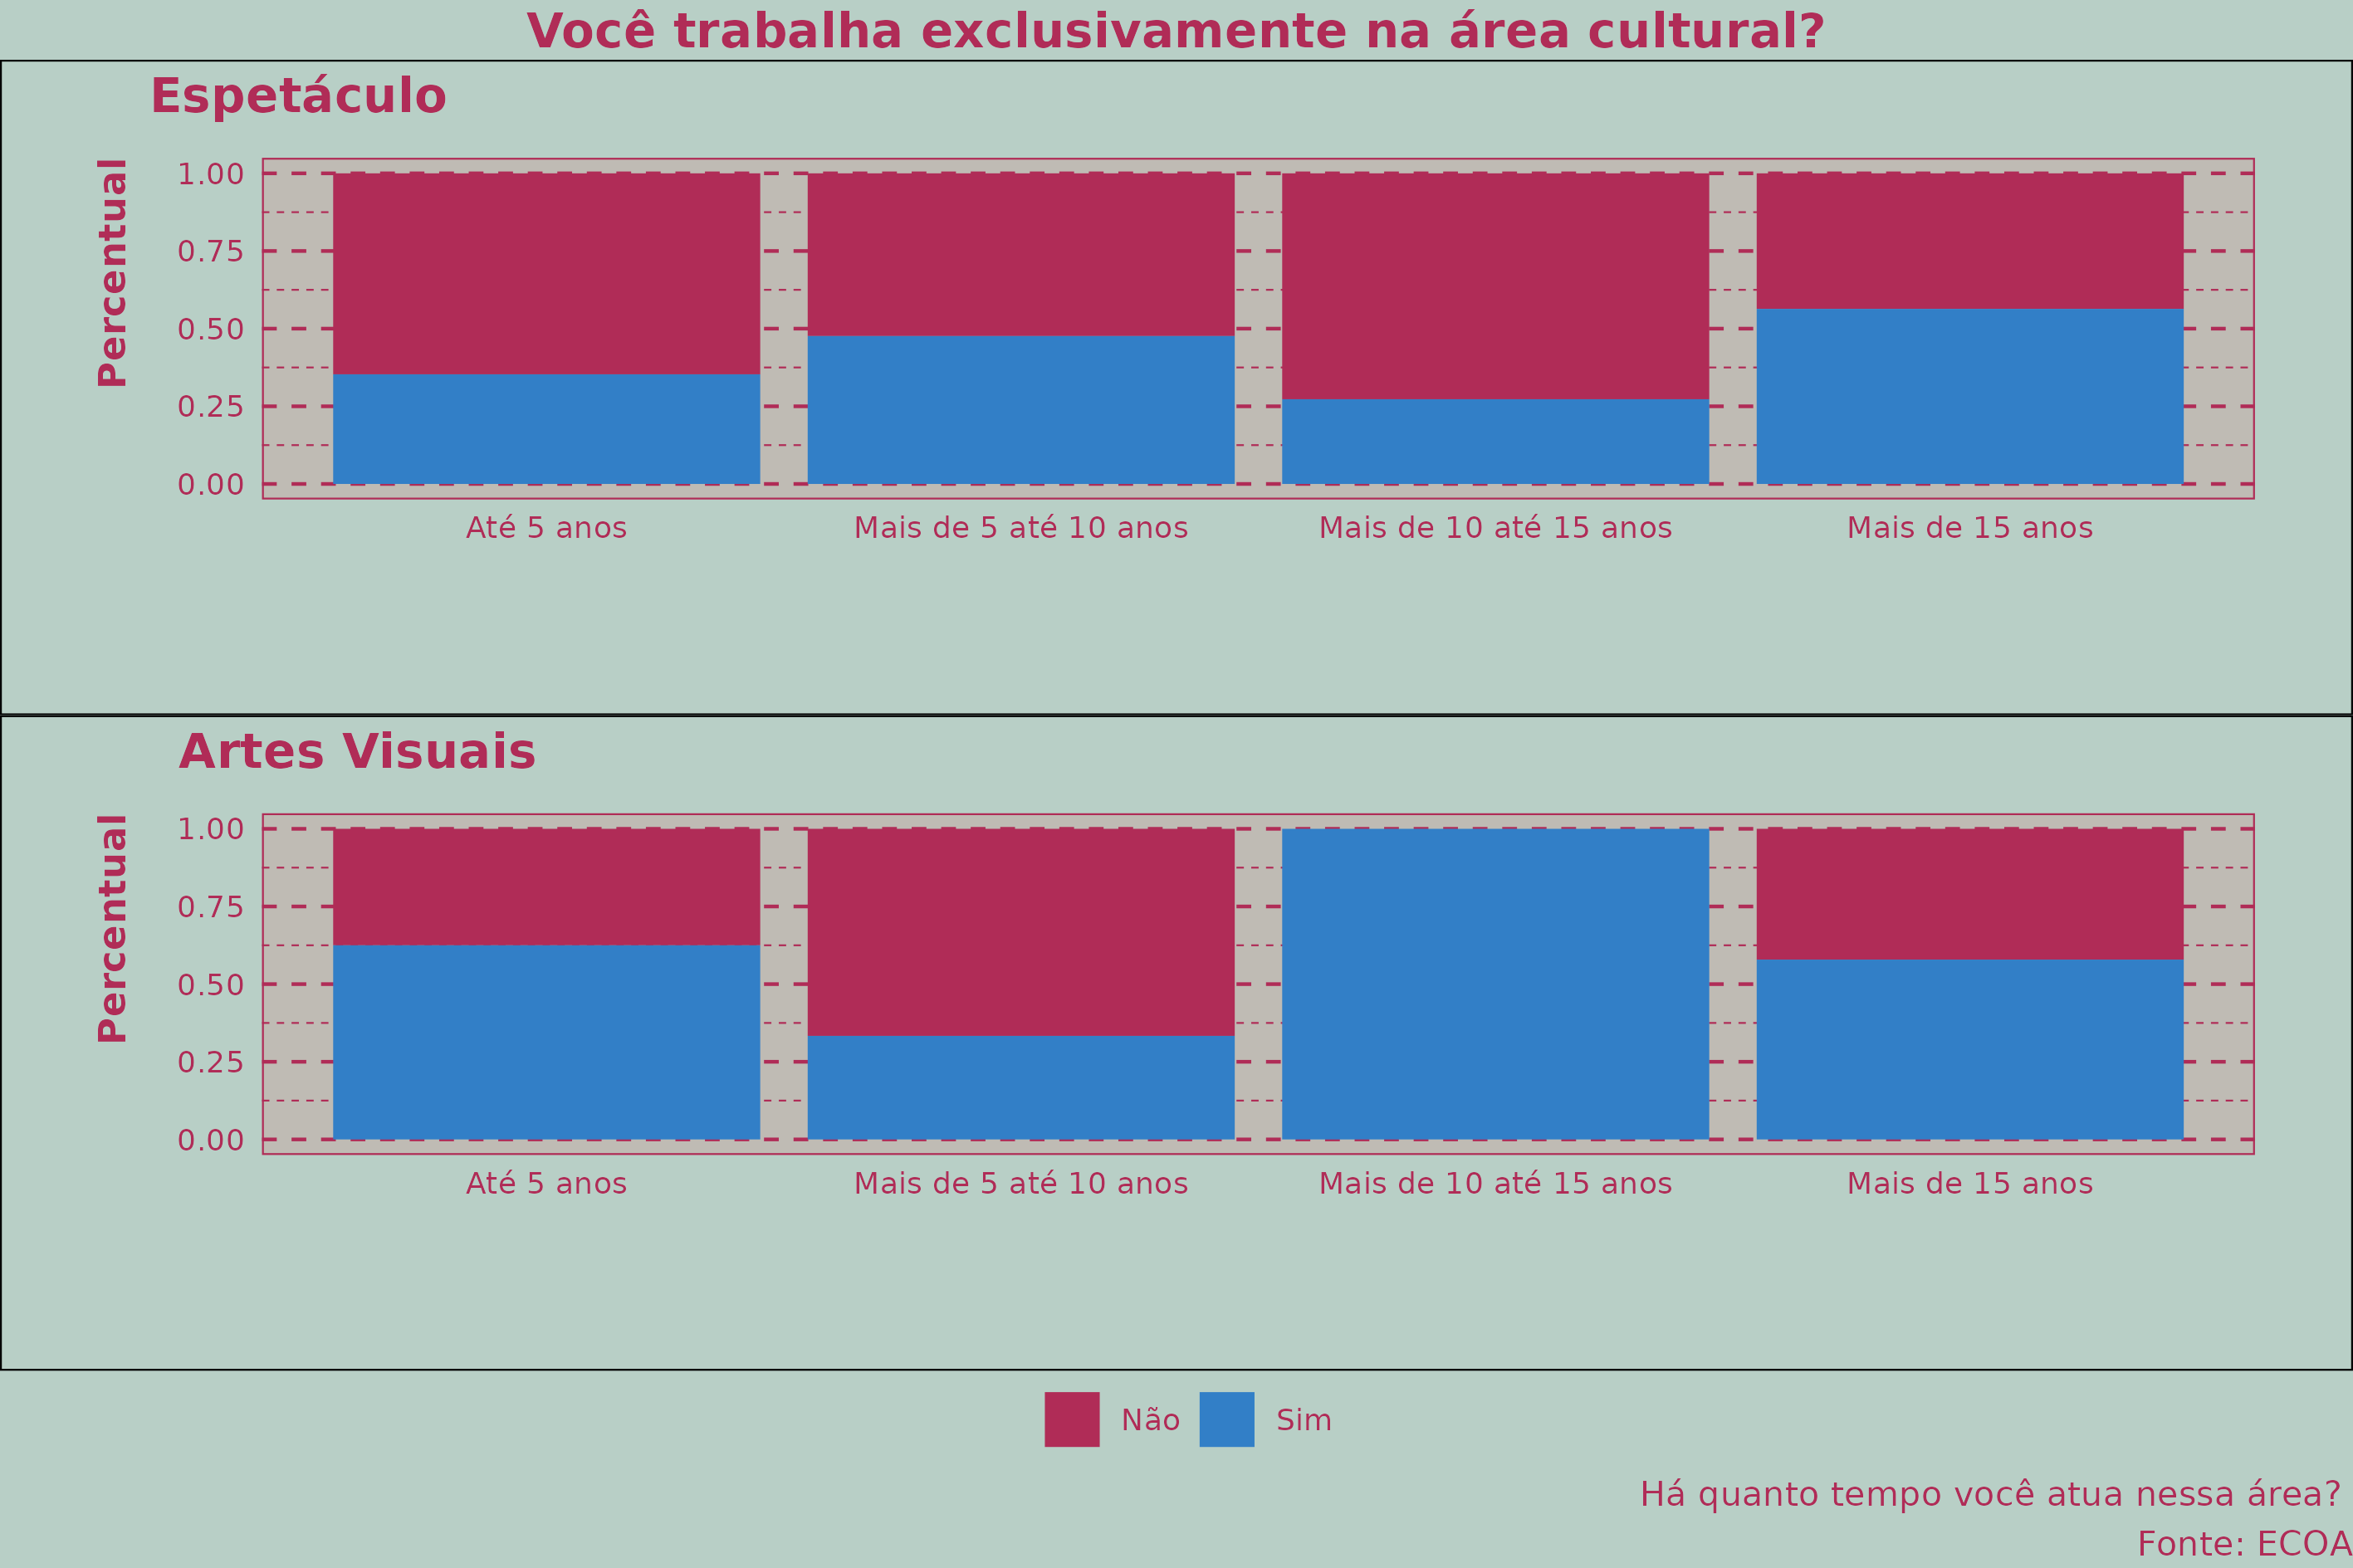 Você trabalha exclusivamente na área cultural?
Espetáculo
Percentual
1.00
0.75
0.50
0.25
0.00
Até 5 anos Mais de 5 até 10 anos Mais de 10 até 15 anos Mais de 15 anos
Artes Visuais
Percentual
1.00
0.75
0.50
0.25
0.00
Até 5 anos Mais de 5 até 10 anos Mais de 10 até 15 anos Mais de 15 anos
Não Sim
Há quanto tempo você atua nessa área?
Fonte: ECOA